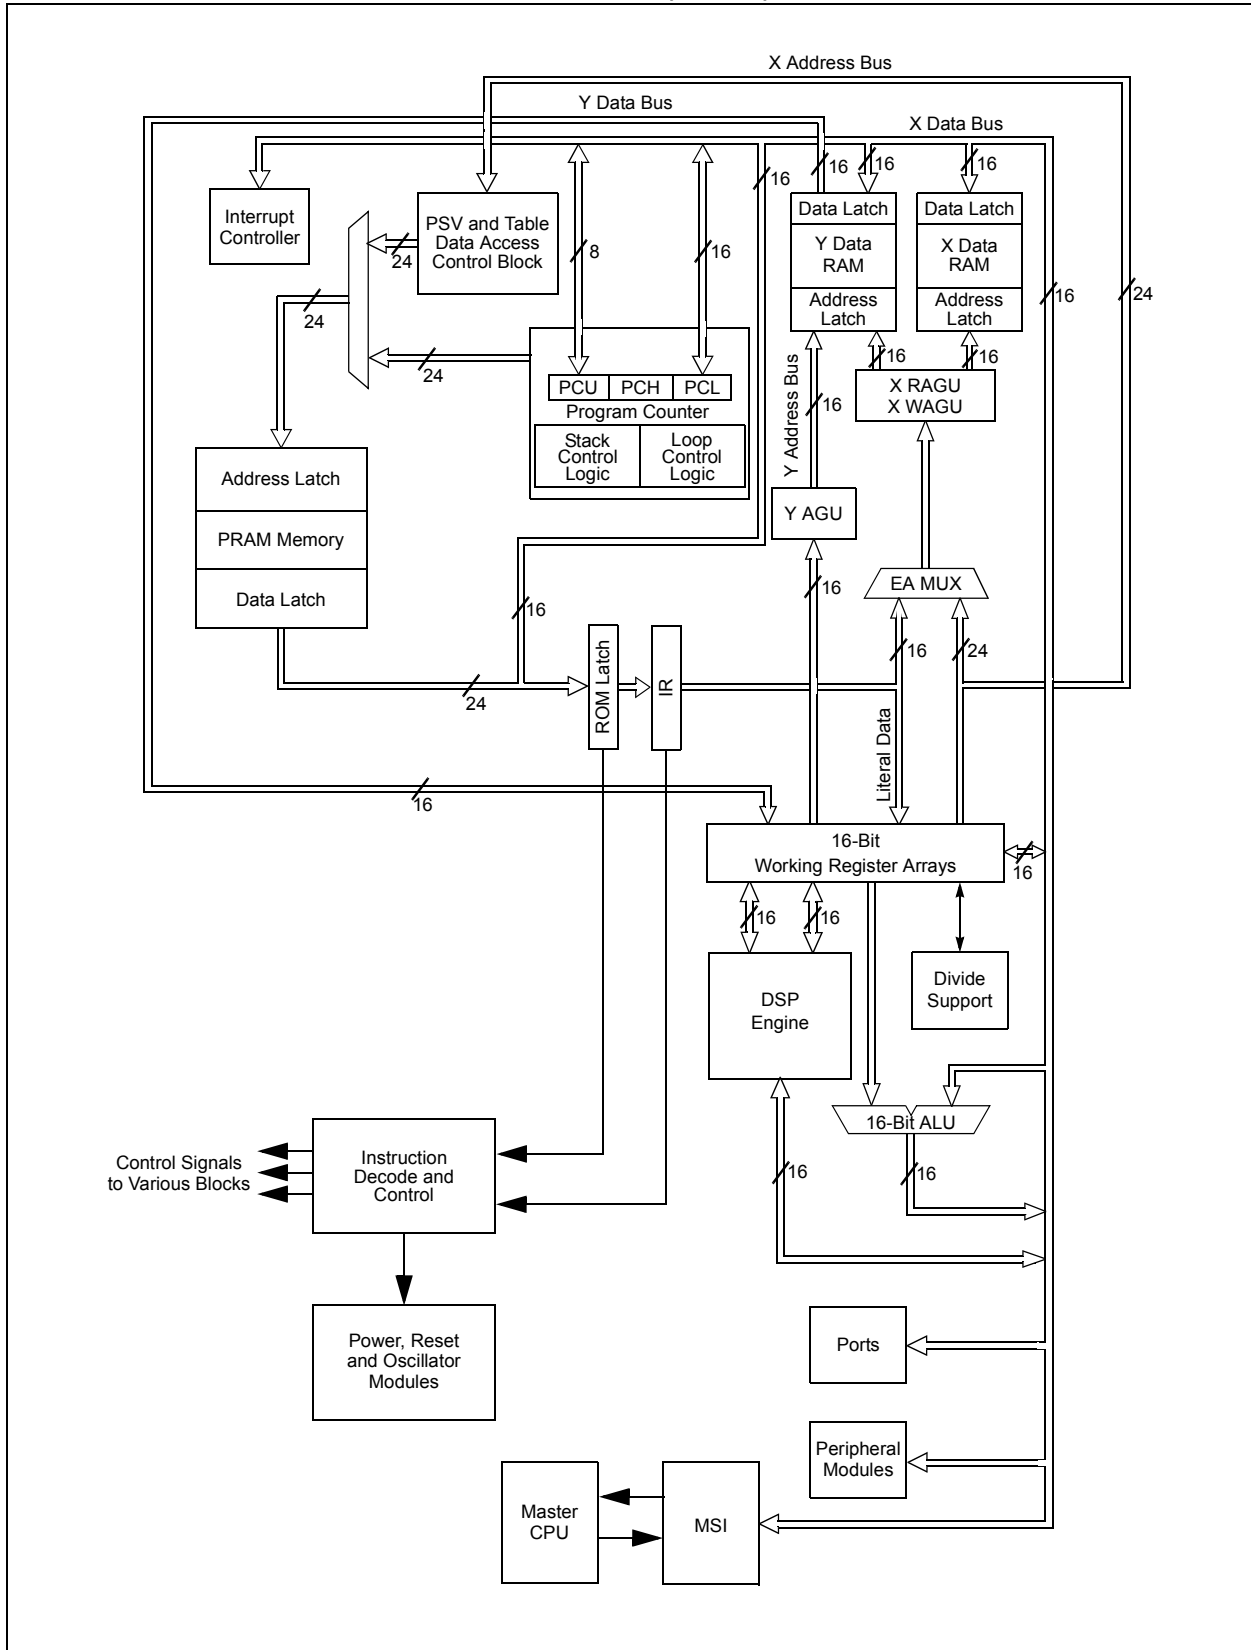 X Address Bus
Y Data Bus
X Data Bus
16
16
16
16
Interrupt
Controller
PSV and Table
Data Access
Control Block
Data Latch
Y Data
RAM
Address
Latch
Data Latch
X Data
RAM
Address
Latch
24
8
16
16
24
24
24
16
16
PCU
PCH
PCL
Program Counter
Stack
Control
Logic
Loop
Control
Logic
X RAGU
X WAGU
Y Address Bus
16
Address Latch
PRAM Memory
Data Latch
Y AGU
EA MUX
16
16
16
24
24
ROM Latch
IR
Literal Data
16
16-Bit
Working Register Arrays
16
16
16
DSP
Engine
Divide
Support
16-Bit ALU
16
16
Control Signals
to Various Blocks
Instruction
Decode and
Control
Power, Reset
and Oscillator
Modules
Ports
Peripheral
Modules
Master
CPU
MSI